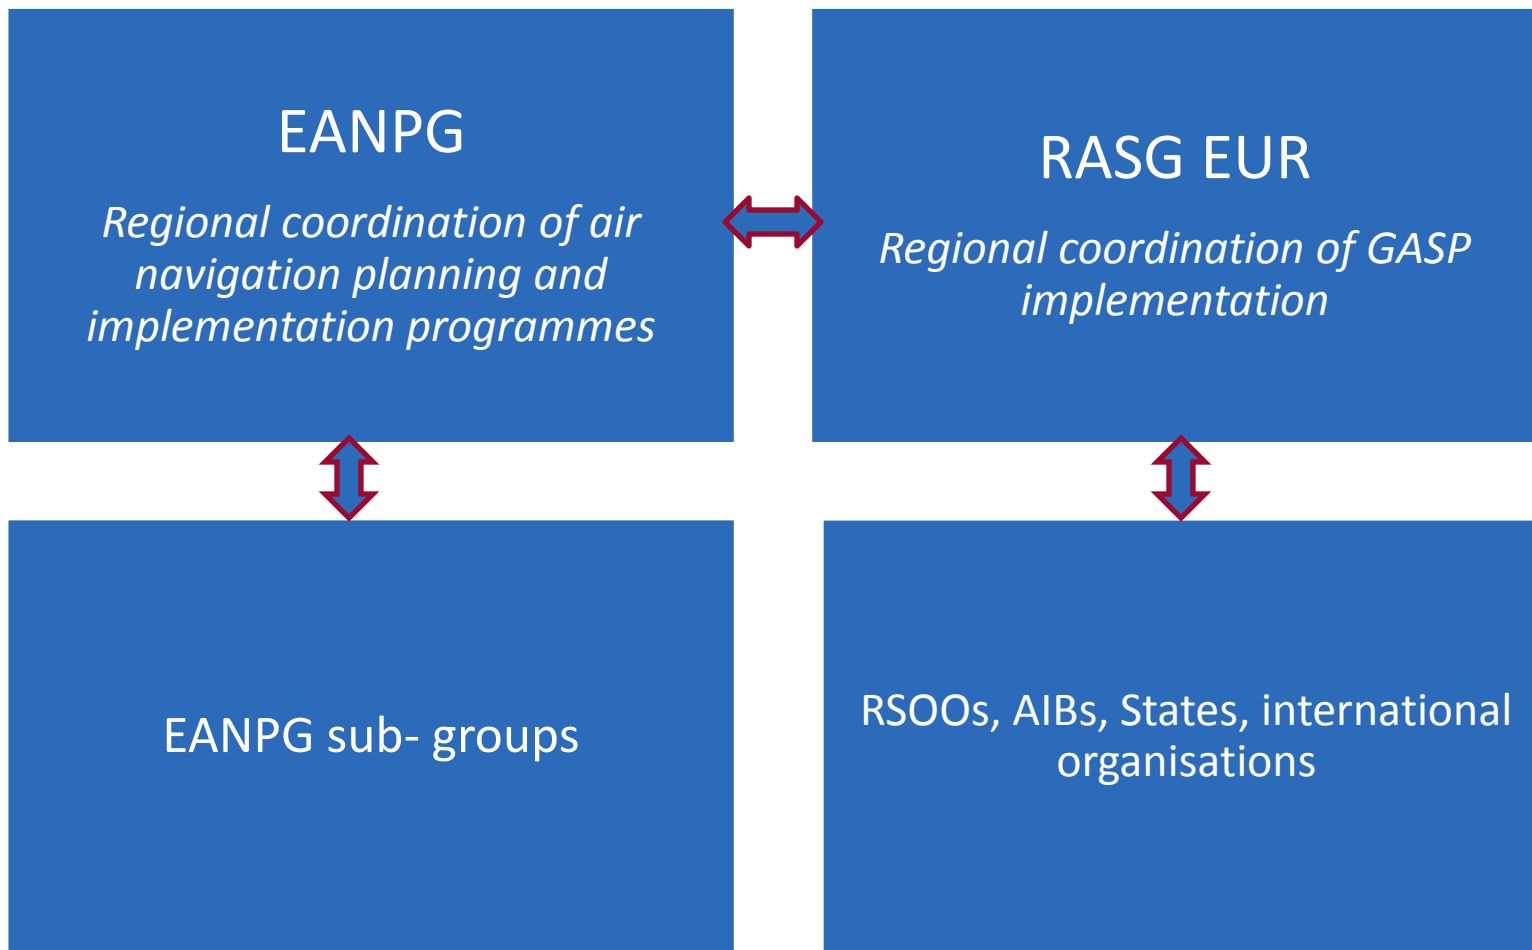 EANPG
Regional coordination of air
navigation planning and
implementation programmes
RASG EUR
Regional coordination of GASP
implementation
EANPG sub- groups
RSOOs, AIBs, States, international
organisations